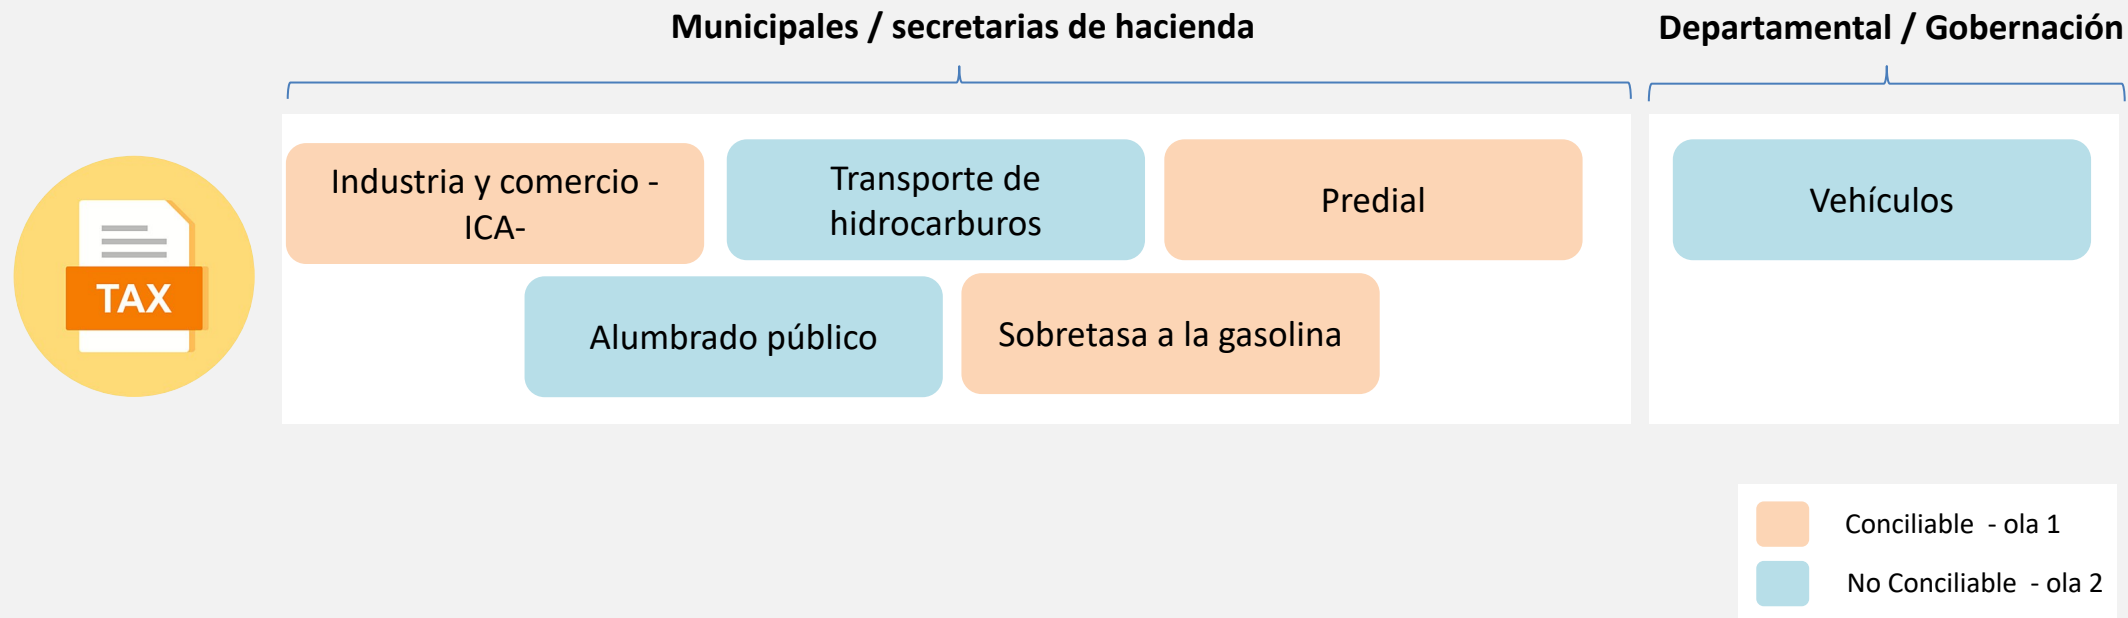 Municipales / secretarias de hacienda
Departamental / Gobernación
TAX
Industria y comercio -
ICA-
Transporte de
hidrocarburos
Predial
Vehículos
Alumbrado público
Sobretasa a la gasolina
Conciliable - ola 1
No Conciliable - ola 2